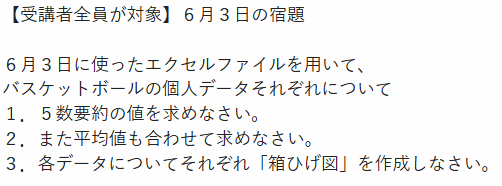 【受講者全員が対象】６月３日の宿題
６月３日に使ったエクセルファイルを用いて、
バスケットボールの個人データそれぞれについて
１．５数要約の値を求めなさい。
２．また平均値も合わせて求めなさい。
３．各データについてそれぞれ「箱ひげ図」を作成しなさい。